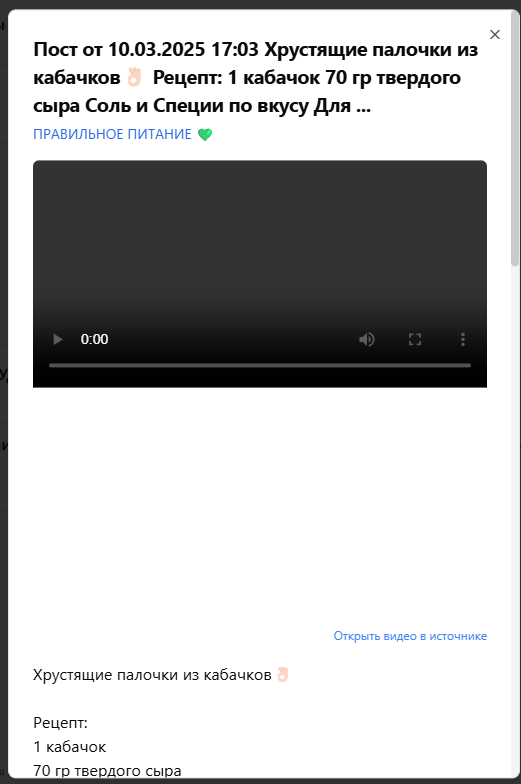 Пост от 10.03.2025 17:03 Хрустящие палочки из
кабачков👌🏻 Рецепт: 1 кабачок 70 гр твердого
сыра Соль и Специи по вкусу Для ...
ПРАВИЛЬНОЕ ПИТАНИЕ 💚
0:00
Открыть видео в источнике
Хрустящие палочки из кабачков👌🏻
Рецепт:
1 кабачок
70 гр твердого сыра